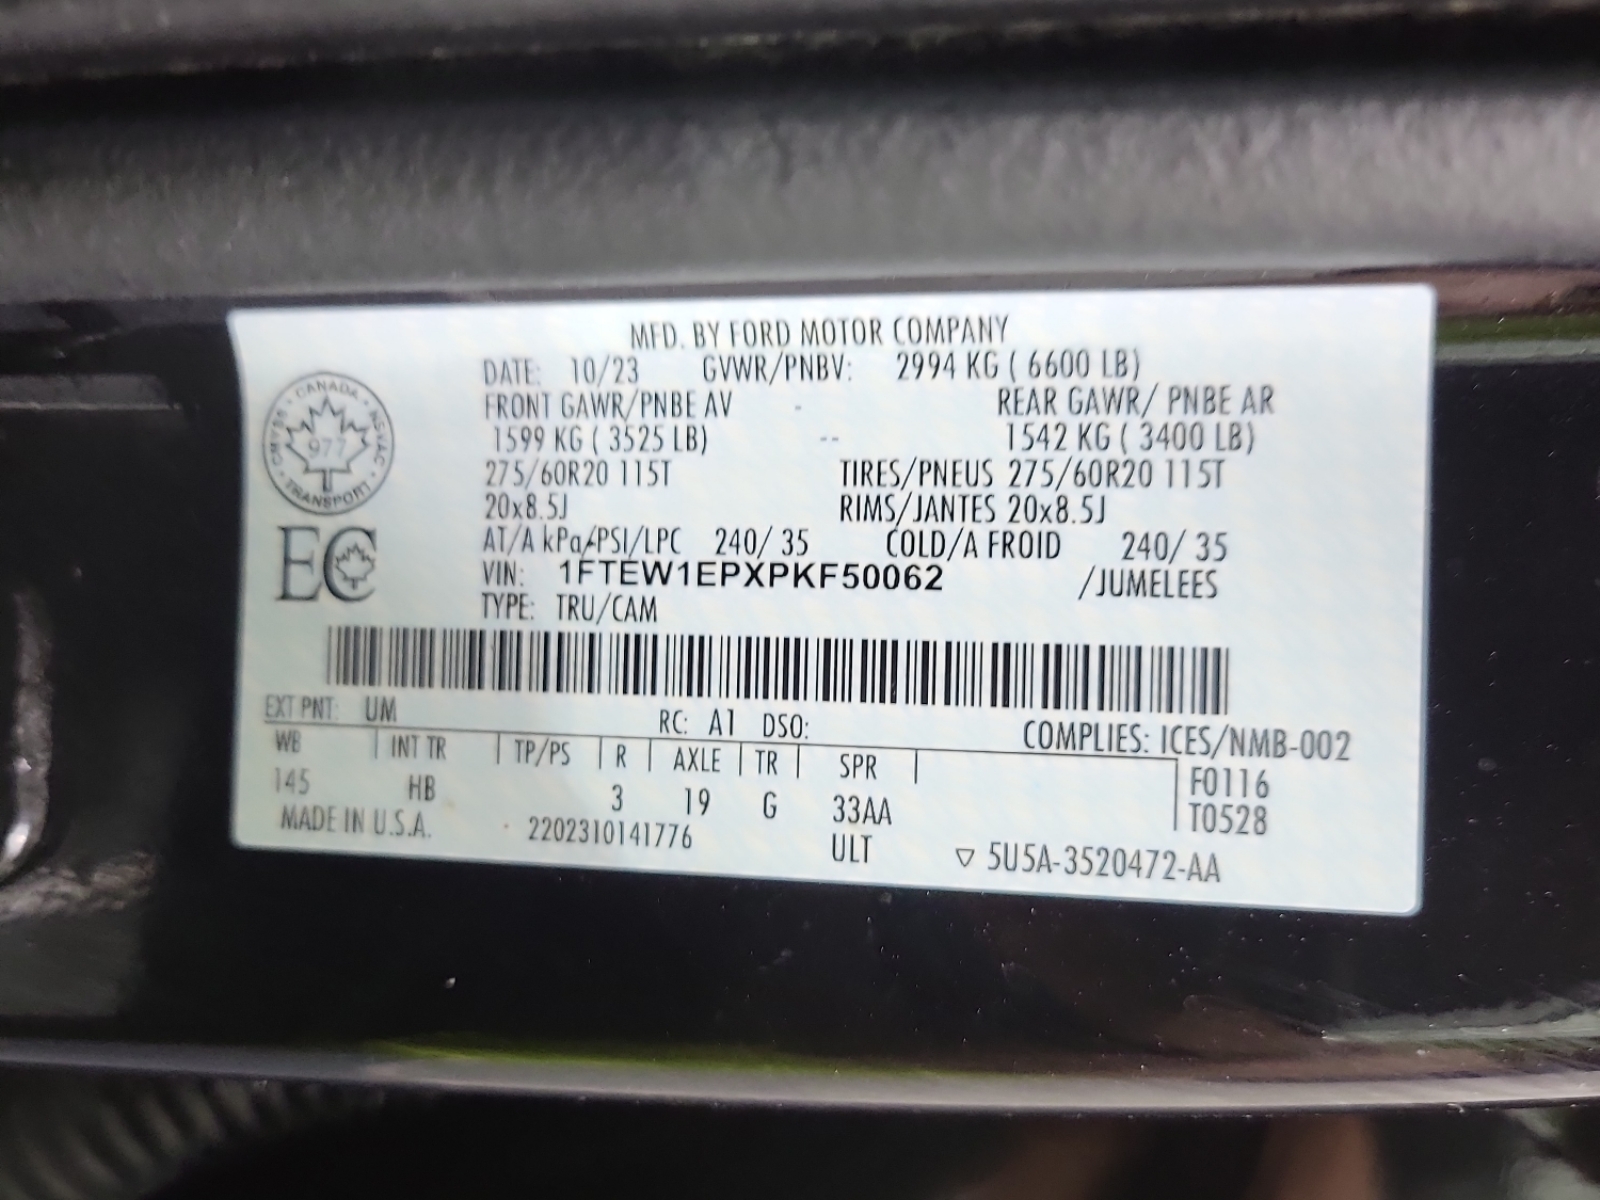 MFD. BY FORD MOTOR COMPANY
DATE: 10/23 GVWR/PNBV: 2994 KG ( 6600 LB)
FRONT GAWR/PNBE AV - REAR GAWR/ PNBE AR
1599 KG ( 3525 LB) -- 1542 KG ( 3400 LB)
275/60R20 115T TIRES/PNEUS 275/60R20 115T
20x8.5J RIMS/JANTES 20x8.5J
AT/A kPa/PSI/LPC 240/ 35 COLD/A FROID 240/ 35
VIN: 1FTEW1EPXPKF50062 /JUMELEES
TYPE: TRU/CAM
CANADA
CMVSS · NSVAC
977
TRANSPORT
EC
EXT PNT: UM RC: A1 DSO: COMPLIES: ICES/NMB-002
WB | INT TR | TP/PS | R | AXLE | TR | SPR | F0116
145 HB 3 19 G 33AA T0528
MADE IN U.S.A. 2202310141776 ULT ▽ 5U5A-3520472-AA